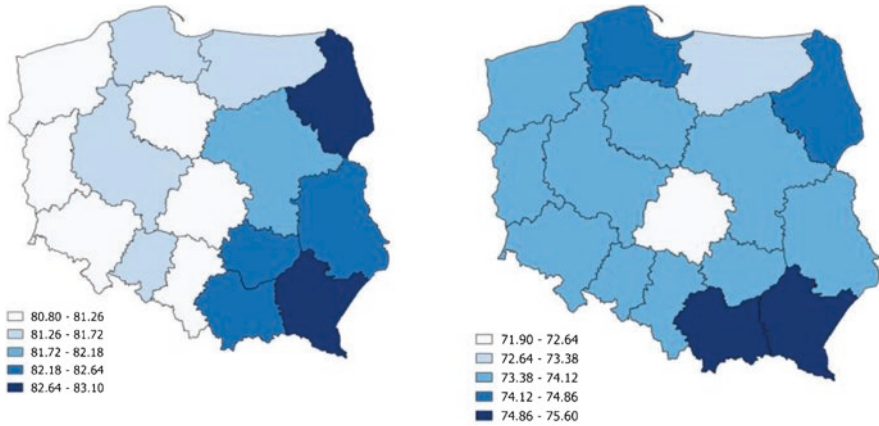 80.80 - 81.26
81.26 - 81.72
81.72 - 82.18
82.18 - 82.64
82.64 - 83.10
71.90 - 72.64
72.64 - 73.38
73.38 - 74.12
74.12 - 74.86
74.86 - 75.60